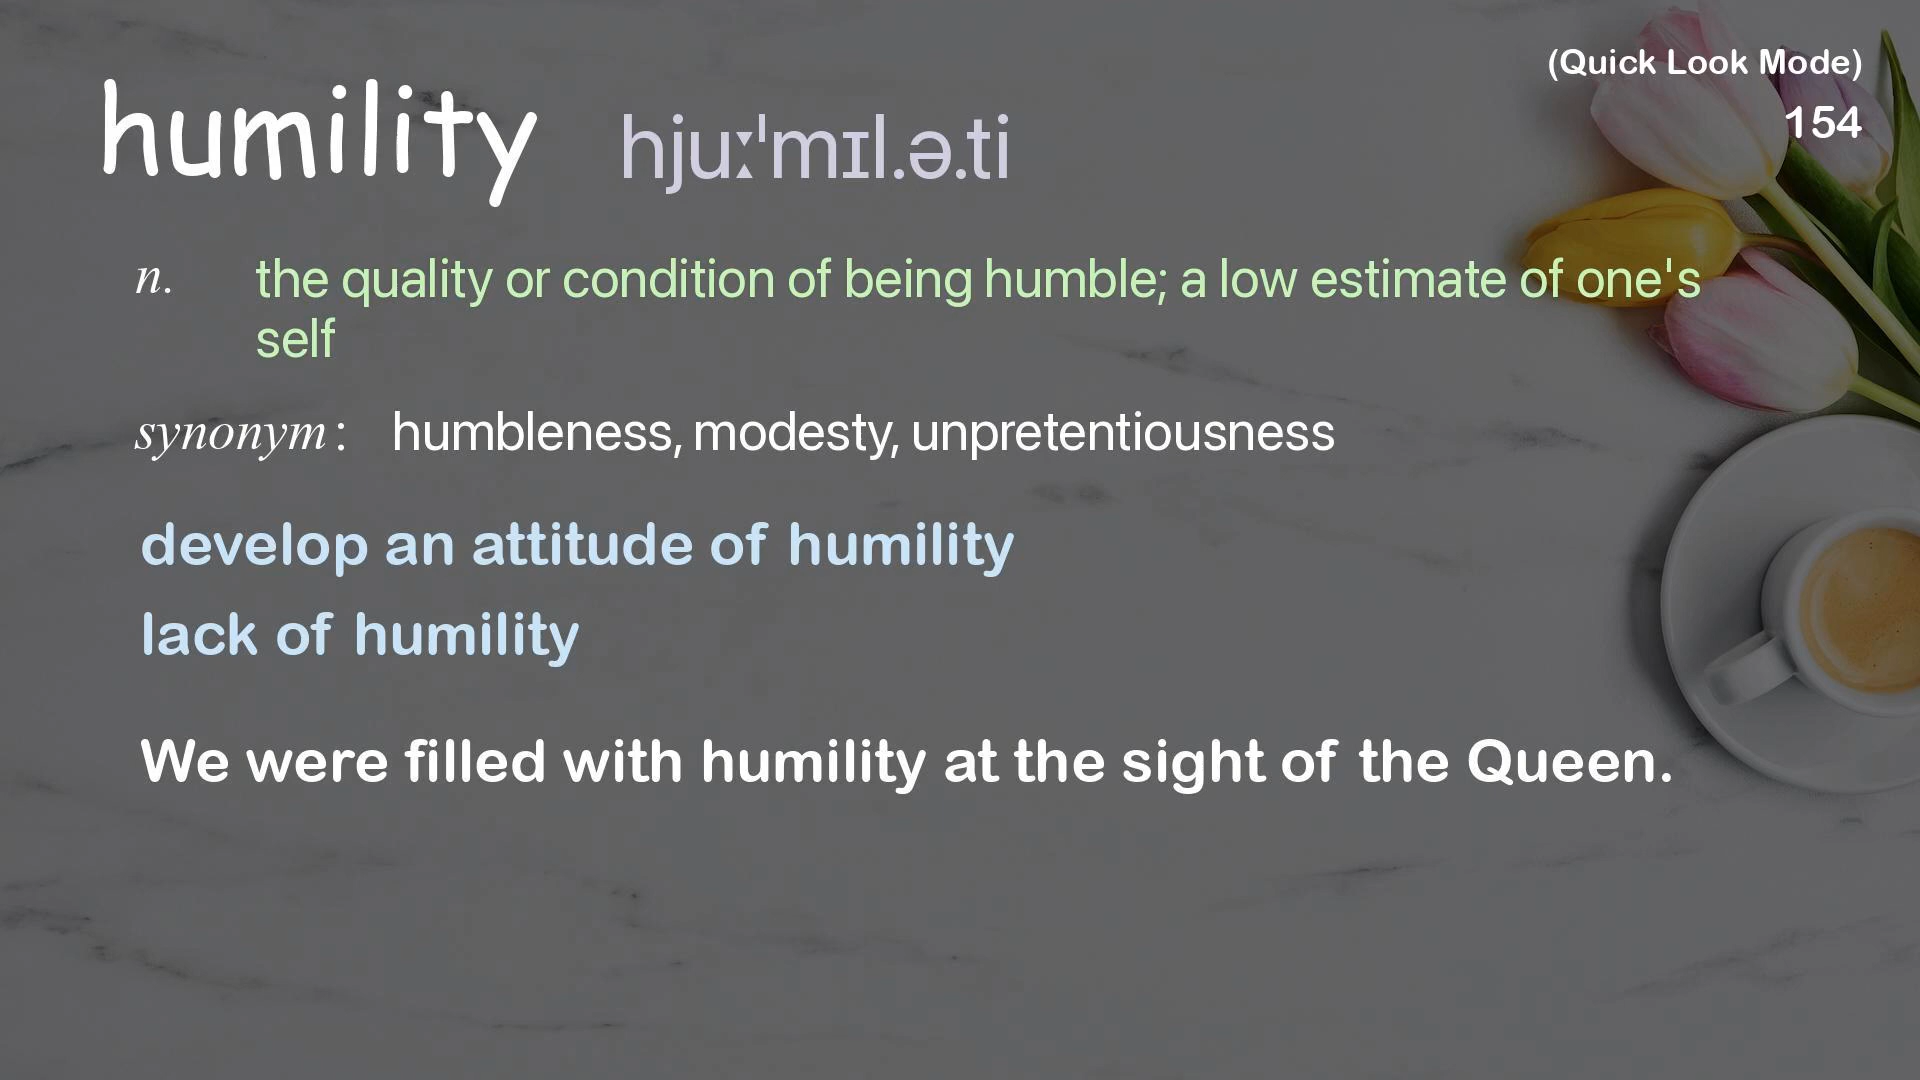 (Quick Look Mode)
154
humility hjuːˈmɪl.ə.ti
n. the quality or condition of being humble; a low estimate of one's
self
synonym: humbleness, modesty, unpretentiousness
develop an attitude of humility
lack of humility
We were filled with humility at the sight of the Queen.